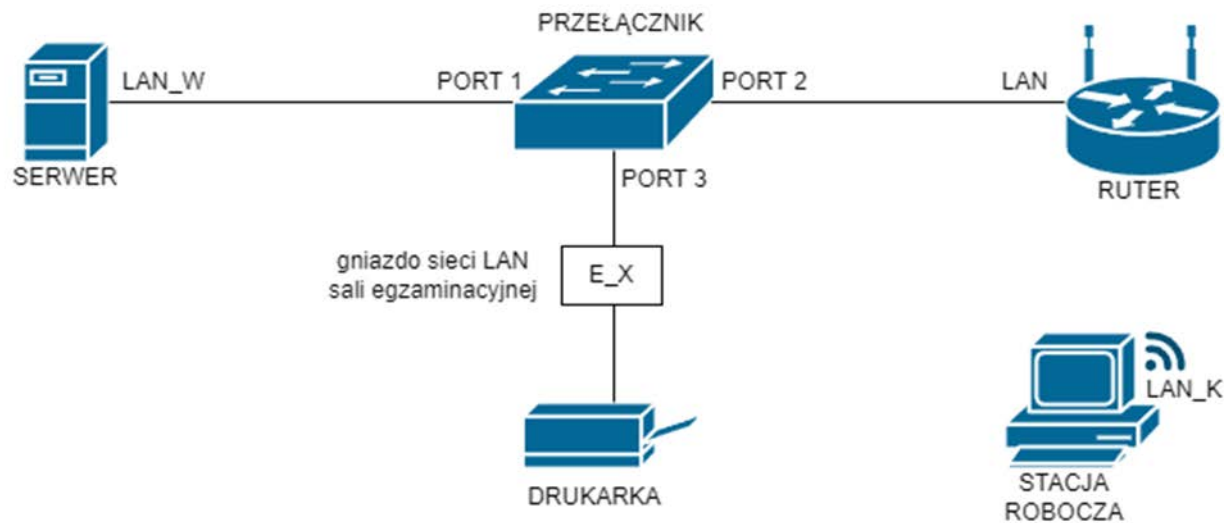 PRZEŁĄCZNIK
LAN_W
PORT 1
PORT 2
LAN
SERWER
PORT 3
RUTER
gniazdo sieci LAN
sali egzaminacyjnej
E_X
LAN_K
DRUKARKA
STACJA
ROBOCZA